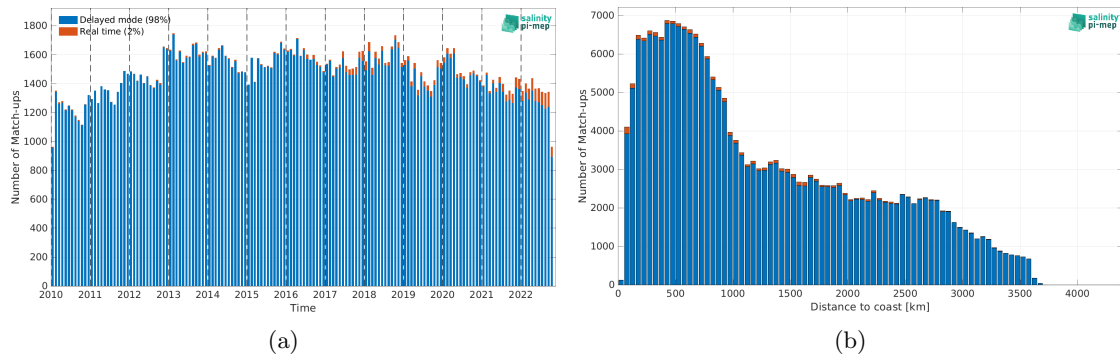 Delayed mode (98%)
Real time (2%)
salinity
pi-mep
1800
1600
1400
1200
1000
800
600
400
200
0
Number of Match-ups
2010 2011 2012 2013 2014 2015 2016 2017 2018 2019 2020 2021 2022
Time
(a)
salinity
pi-mep
7000
6000
5000
4000
3000
2000
1000
0
Number of Match-ups
0 500 1000 1500 2000 2500 3000 3500 4000
Distance to coast [km]
(b)